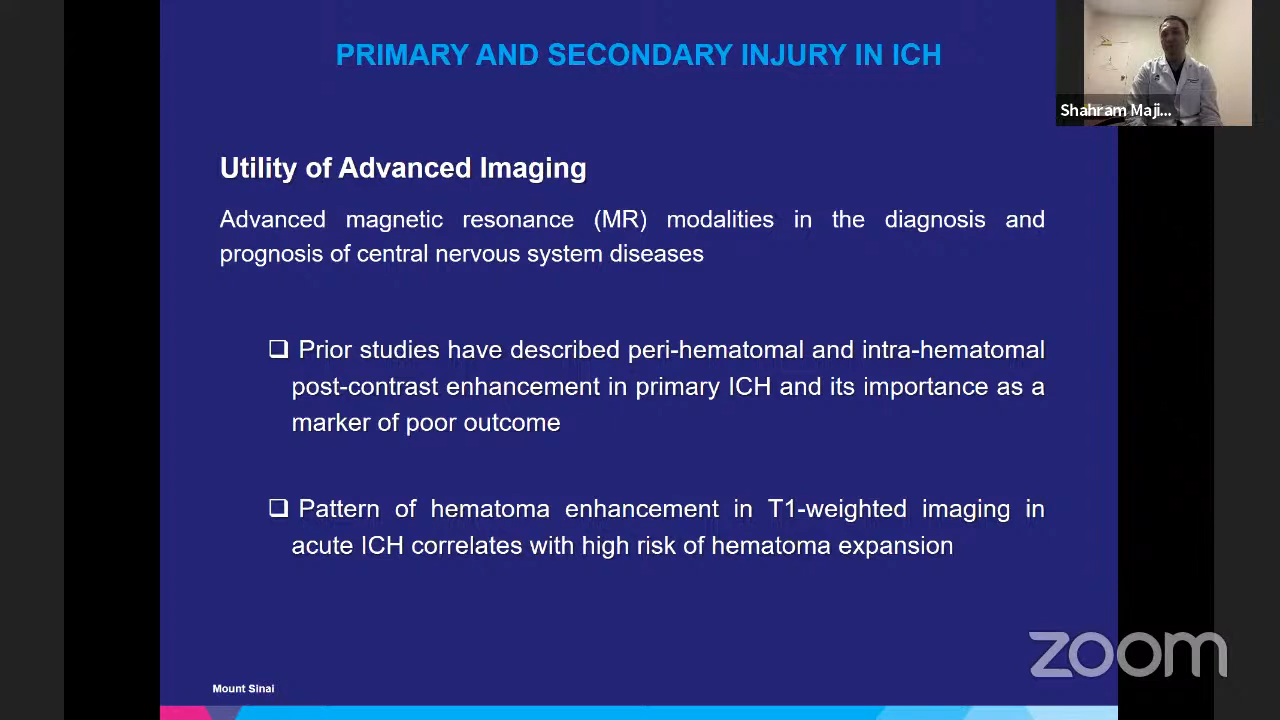 PRIMARY AND SECONDARY INJURY IN ICH
Shahram Maji...
Utility of Advanced Imaging
Advanced magnetic resonance (MR) modalities in the diagnosis and
prognosis of central nervous system diseases
❑ Prior studies have described peri-hematomal and intra-hematomal
post-contrast enhancement in primary ICH and its importance as a
marker of poor outcome
❑ Pattern of hematoma enhancement in T1-weighted imaging in
acute ICH correlates with high risk of hematoma expansion
zoom
Mount Sinai